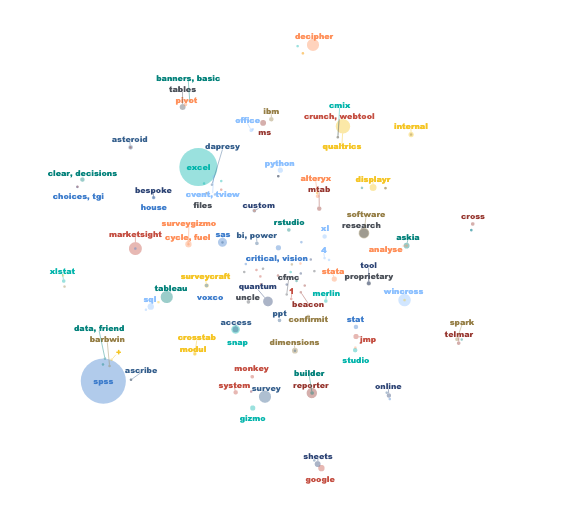 decipher
banners, basic
tables
pivot
cmix
ibm
office
crunch, webtool
ms
internal
asteroid
dapresy
qualtrics
excel
python
clear, decisions
alteryx
displayr
bespoke
mtab
choices, tgi
cvent, tview
house
files
custom
software
cross
surveygizmo
rstudio
research
marketsight
cycle, fuel
sas
bi, power
xl
askia
4
analyse
critical, vision
xlstat
surveycraft
cfmc
stata
tool
proprietary
tableau
quantum
merlin
wincross
sql
voxco
uncle
1
beacon
ppt
confirmit
data, friend
access
stat
spark
barbwin
crosstab
snap
jmp
telmar
modul
dimensions
studio
spss
ascribe
monkey
builder
system
survey
reporter
online
gizmo
sheets
google